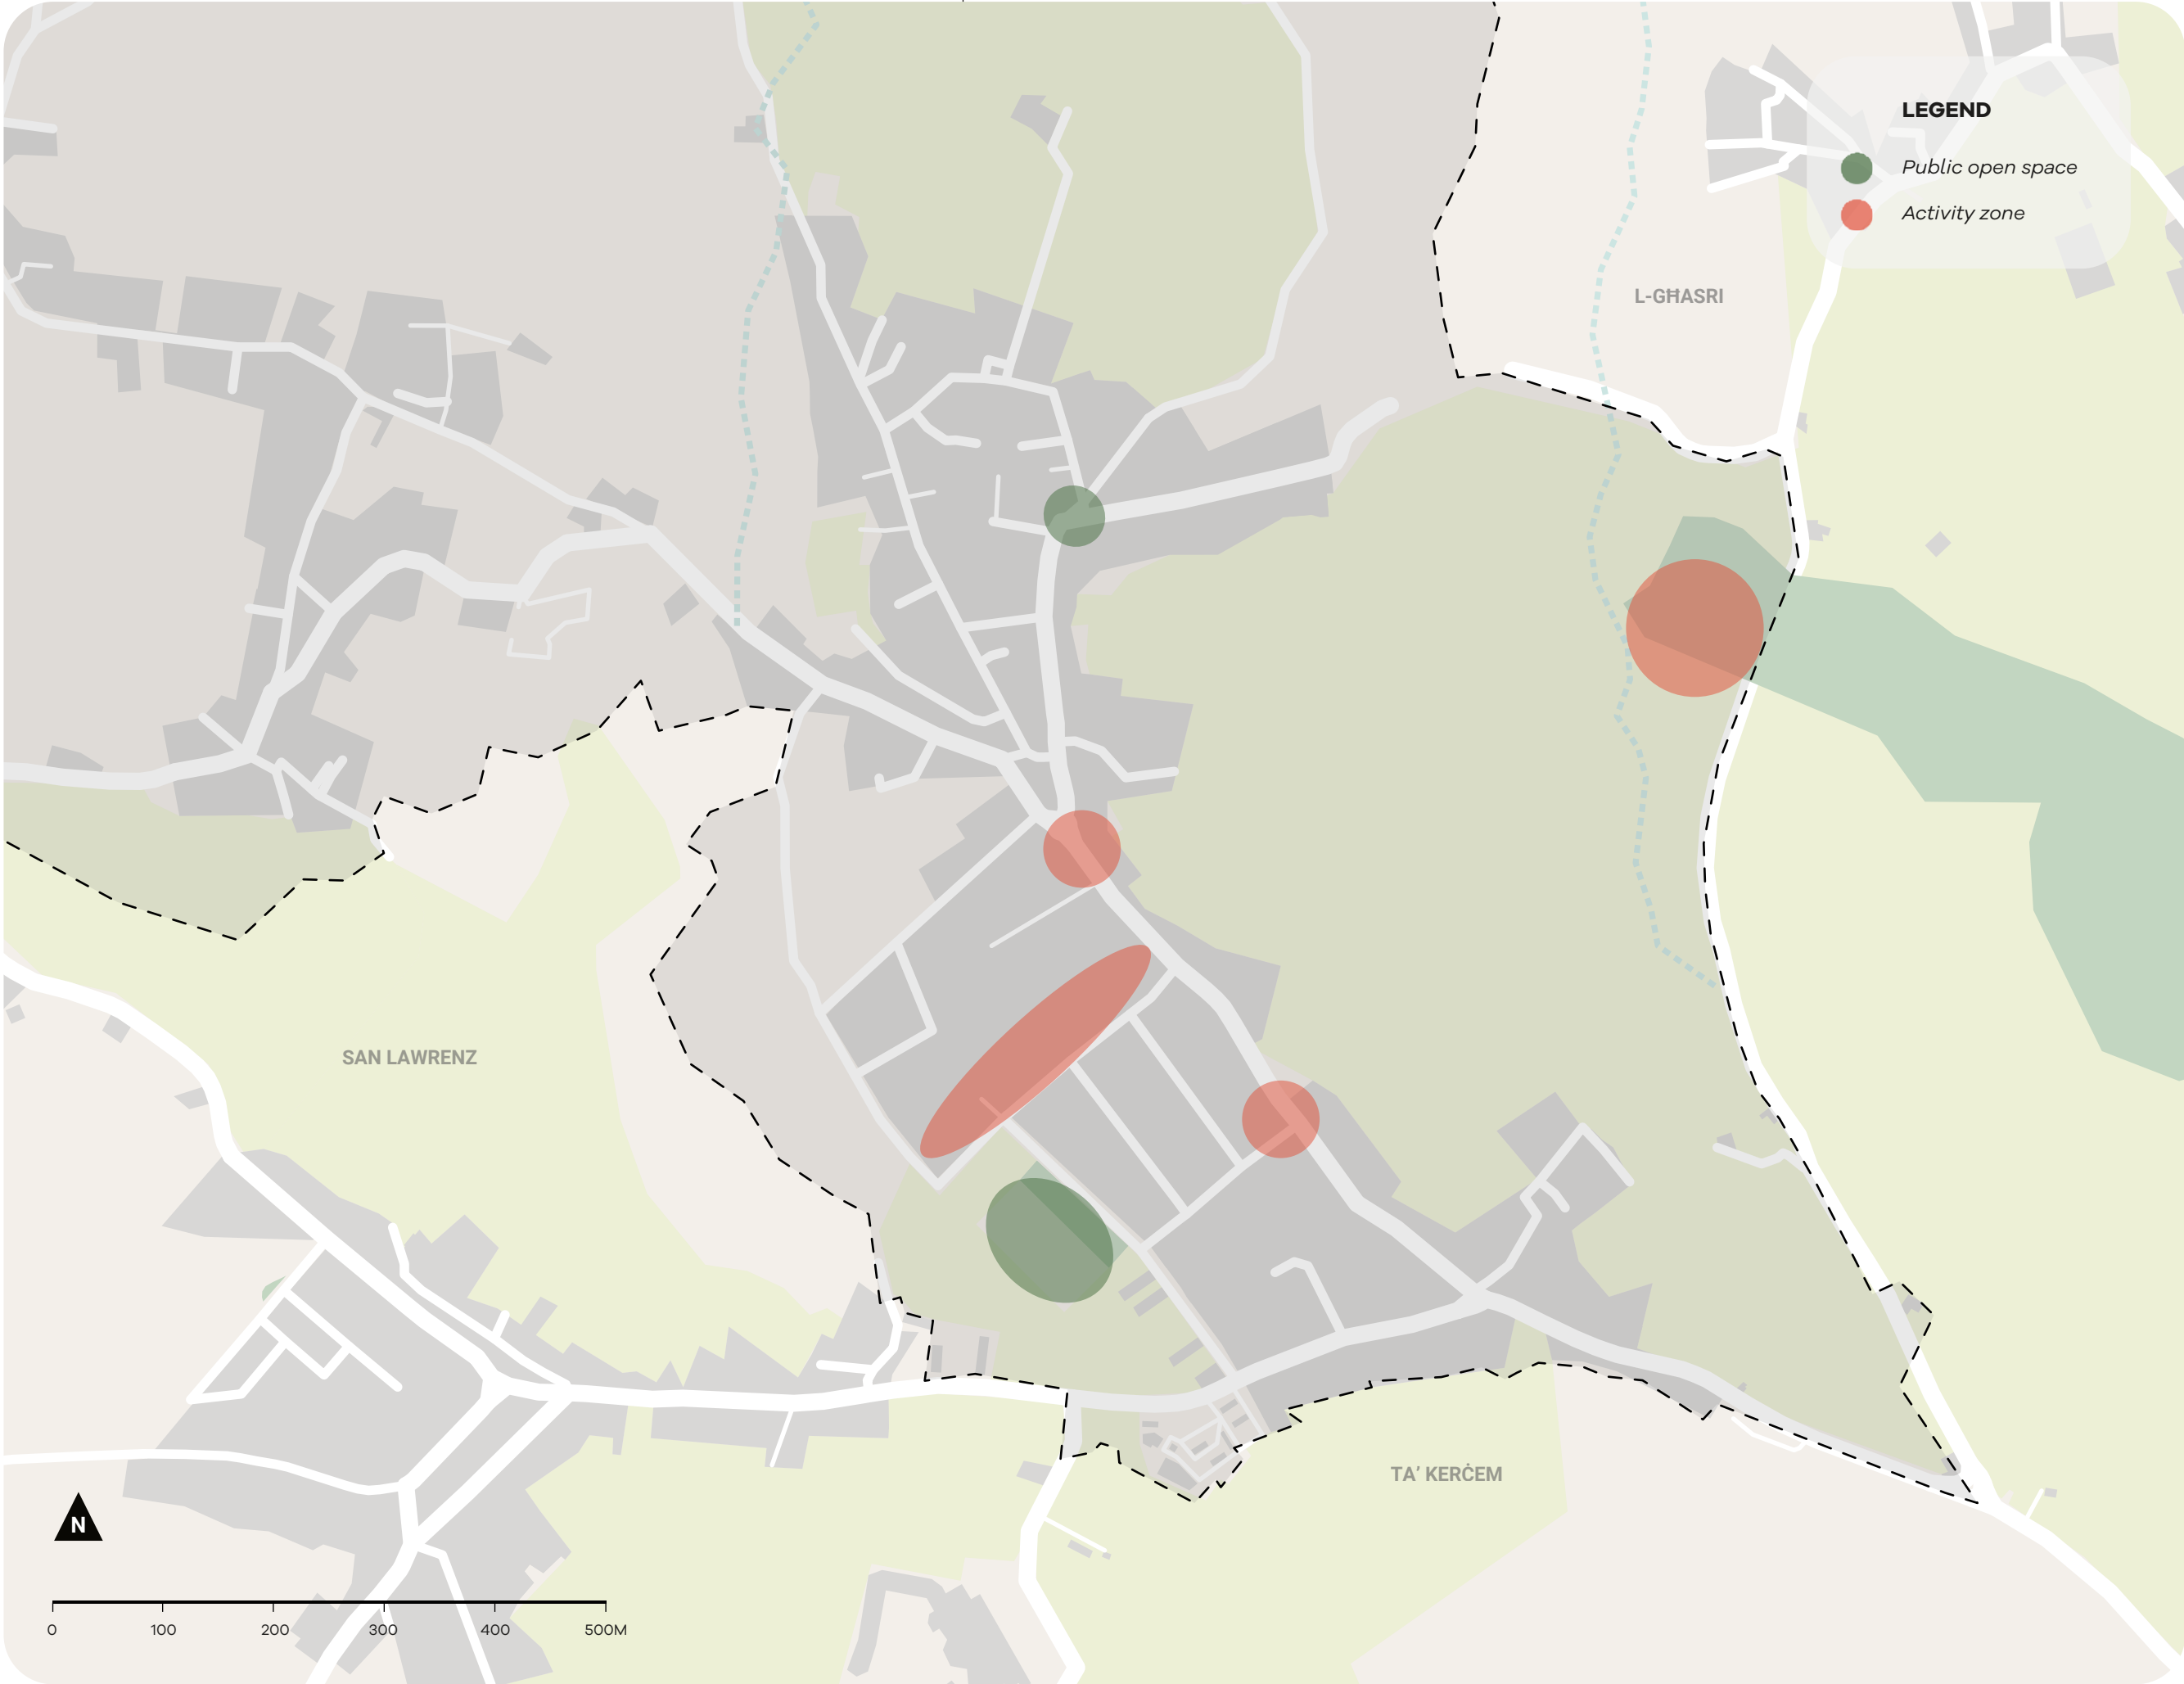 LEGEND
Public open space
Activity zone
L-GĦASRI
SAN LAWRENZ
TA’ KERĊEM
N
0 100 200 300 400 500M